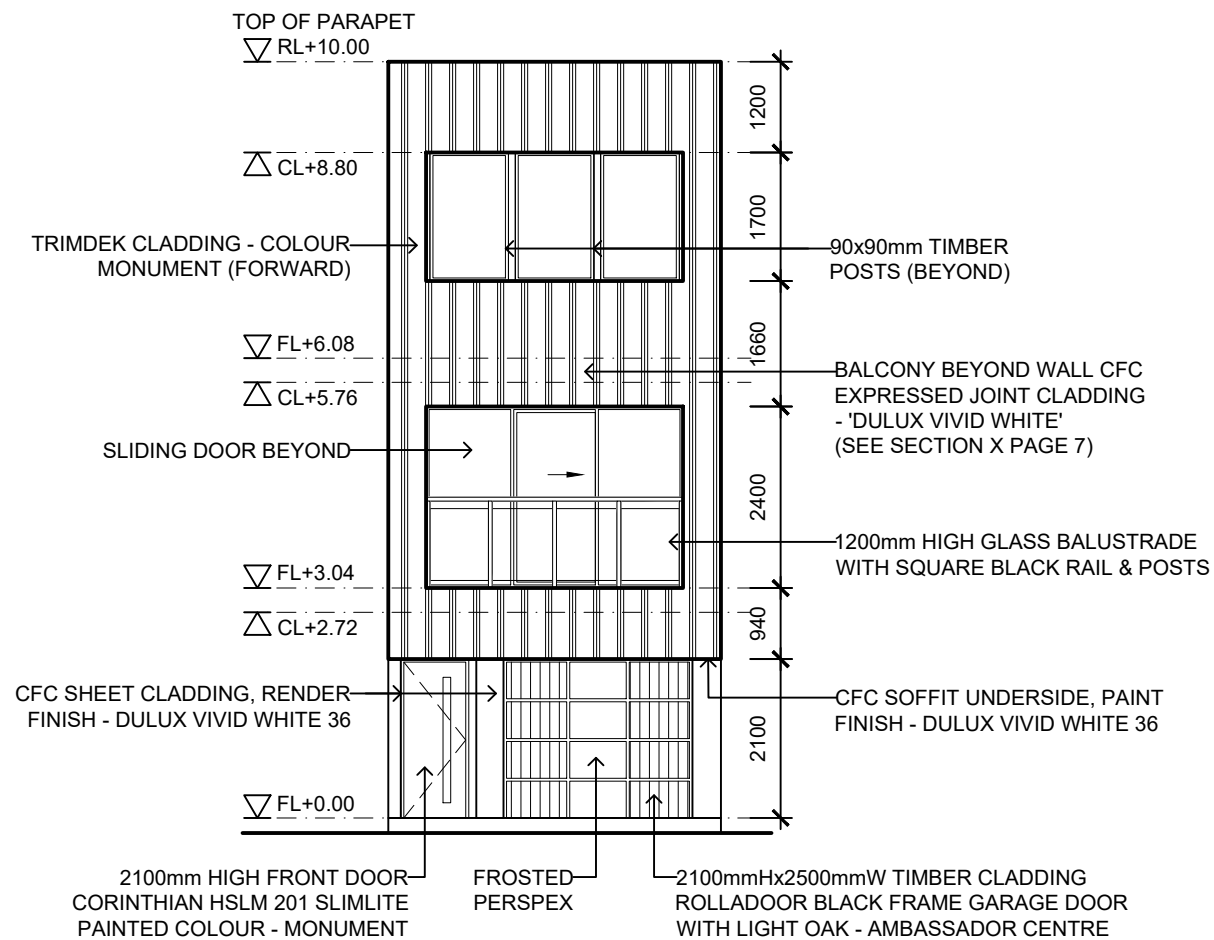 TOP OF PARAPET
RL+10.00
1200
CL+8.80
1700
TRIMDEK CLADDING - COLOUR
MONUMENT (FORWARD)
90x90mm TIMBER
POSTS (BEYOND)
FL+6.08
1660
CL+5.76
BALCONY BEYOND WALL CFC
EXPRESSED JOINT CLADDING
- 'DULUX VIVID WHITE'
(SEE SECTION X PAGE 7)
SLIDING DOOR BEYOND
2400
1200mm HIGH GLASS BALUSTRADE
WITH SQUARE BLACK RAIL & POSTS
FL+3.04
CL+2.72
940
CFC SHEET CLADDING, RENDER
FINISH - DULUX VIVID WHITE 36
CFC SOFFIT UNDERSIDE, PAINT
FINISH - DULUX VIVID WHITE 36
2100
FL+0.00
2100mm HIGH FRONT DOOR
CORINTHIAN HSLM 201 SLIMLITE
PAINTED COLOUR - MONUMENT
FROSTED
PERSPEX
2100mmHx2500mmW TIMBER CLADDING
ROLLADOOR BLACK FRAME GARAGE DOOR
WITH LIGHT OAK - AMBASSADOR CENTRE